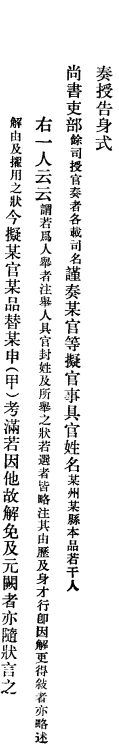 奏授告身式
尚書吏部餘司授官奏者各載司名謹奏某官等擬官事具官姓名某州某縣本品若干人
右一人云云謂若爲人舉者注舉人具官封姓及所舉之狀若選者皆略注其由歷及身才行卽因解更得敍者亦略述
解由及擢用之狀今擬某官某品替某申(甲)考滿若因他故解免及元闕者亦隨狀言之